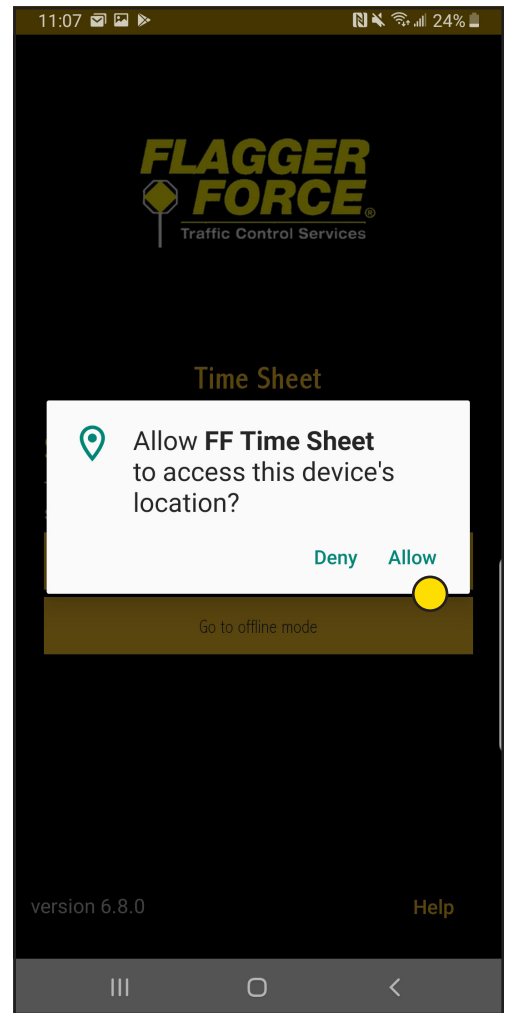 11:07 24%
FLAGGER
FORCE®
Traffic Control Services
Time Sheet
Allow FF Time Sheet
to access this device's
location?
Deny Allow
Go to offline mode
version 6.8.0 Help